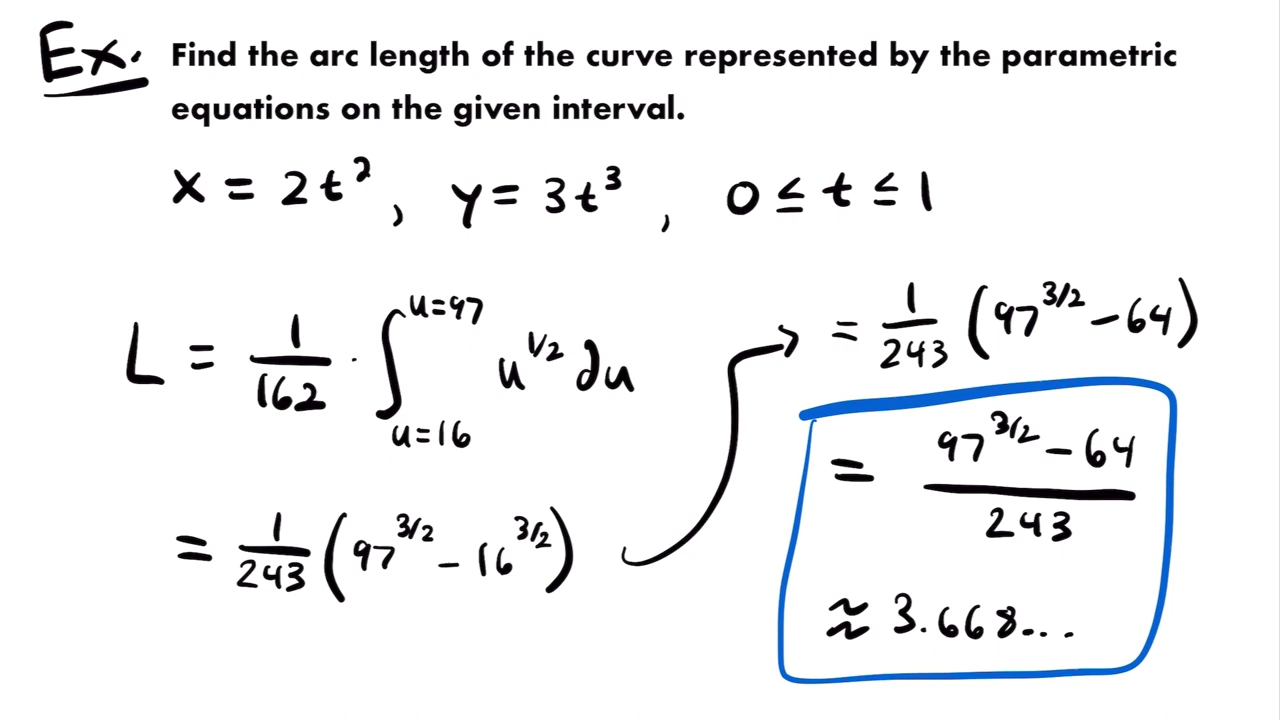 Ex. Find the arc length of the curve represented by the parametric
equations on the given interval.
x = 2t², y = 3t³, 0 ≤ t ≤ 1
L = 1/162 · ∫_{u=16}^{u=97} u^{1/2} du
= 1/243 (97^{3/2} - 16^{3/2})
= 1/243 (97^{3/2} - 64)
= (97^{3/2} - 64)/243
≈ 3.668...